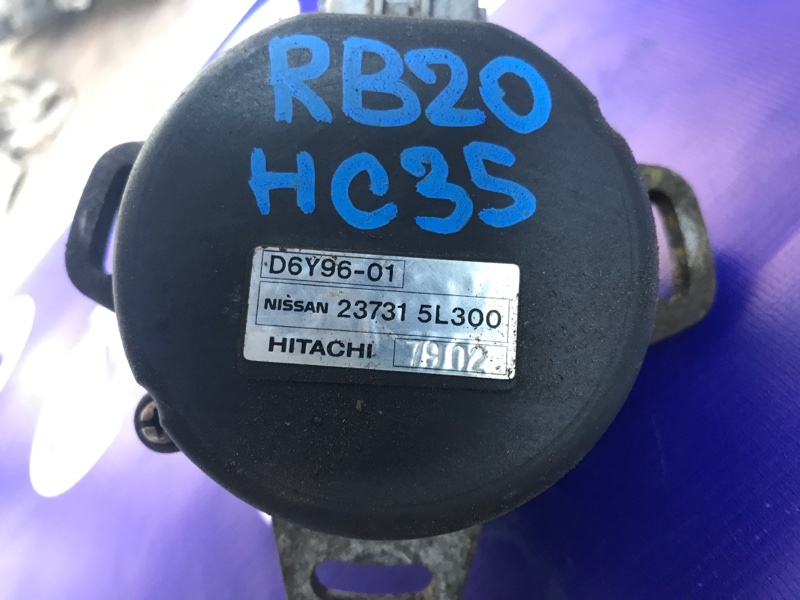 RB20
HC35
D6Y96-01
NISSAN 23731 5L300
HITACHI 7902